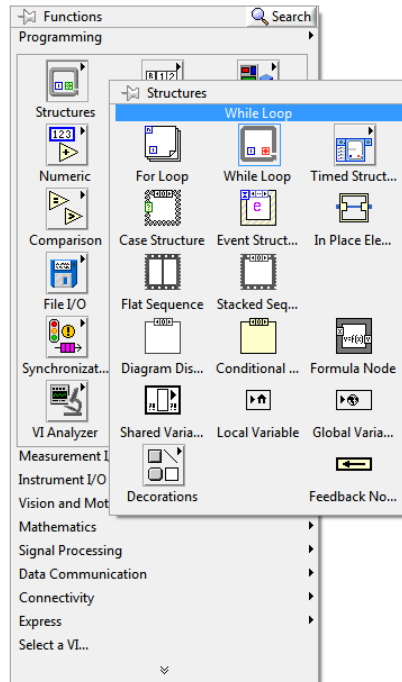 Functions
Search
Programming
Structures
Structures
While Loop
For Loop
While Loop
Timed Struct...
Numeric
Case Structure
Event Struct...
In Place Ele...
Comparison
Flat Sequence
Stacked Seq...
File I/O
Diagram Dis...
Conditional ...
Formula Node
Synchronizat...
Shared Varia...
Local Variable
Global Varia...
VI Analyzer
Decorations
Feedback No...
Measurement I
Instrument I/O
Vision and Mot
Mathematics
Signal Processing
Data Communication
Connectivity
Express
Select a VI...